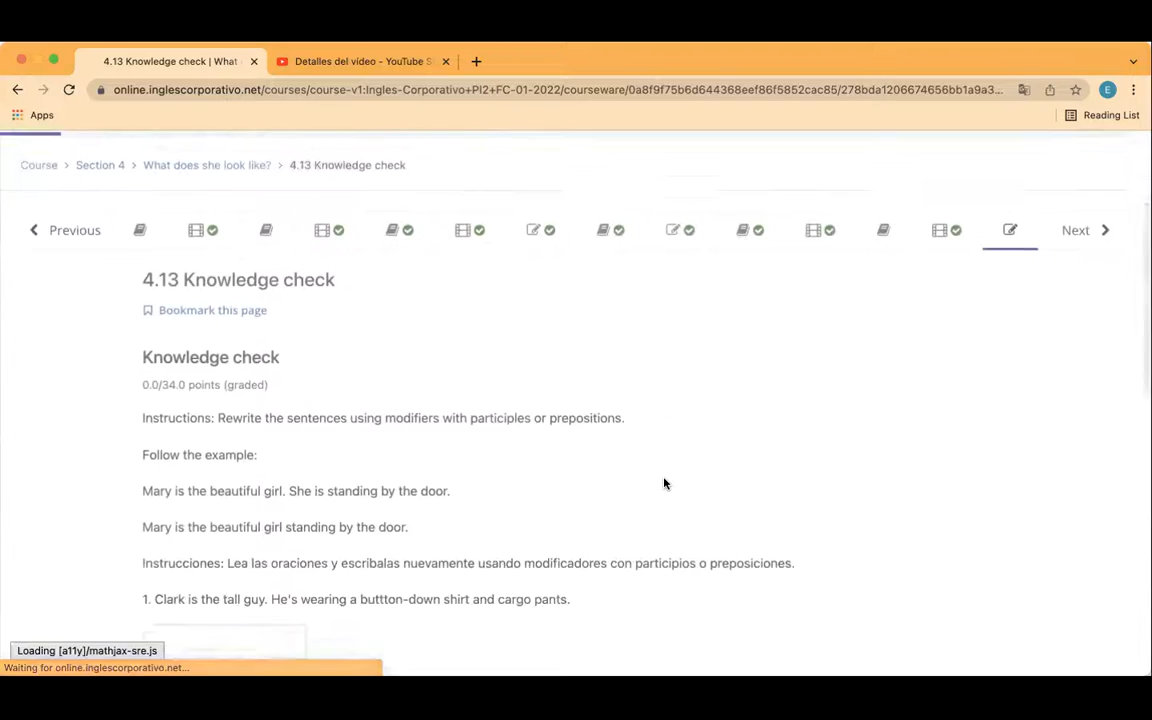 4.13 Knowledge check | What
Detalles del vídeo - YouTube S
online.inglescorporativo.net/courses/course-v1:Ingles-Corporativo+PI2+FC-01-2022/courseware/0a8f9f75b6d644368eef86f5852cac85/278bda1206674656bb1a9a3...
E
Apps
Reading List
Course > Section 4 > What does she look like? > 4.13 Knowledge check
Previous
Next
4.13 Knowledge check
Bookmark this page
Knowledge check
0.0/34.0 points (graded)
Instructions: Rewrite the sentences using modifiers with participles or prepositions.
Follow the example:
Mary is the beautiful girl. She is standing by the door.
Mary is the beautiful girl standing by the door.
Instrucciones: Lea las oraciones y escribalas nuevamente usando modificadores con participios o preposiciones.
1. Clark is the tall guy. He's wearing a buttton-down shirt and cargo pants.
Loading [a11y]/mathjax-sre.js
Waiting for online.inglescorporativo.net...